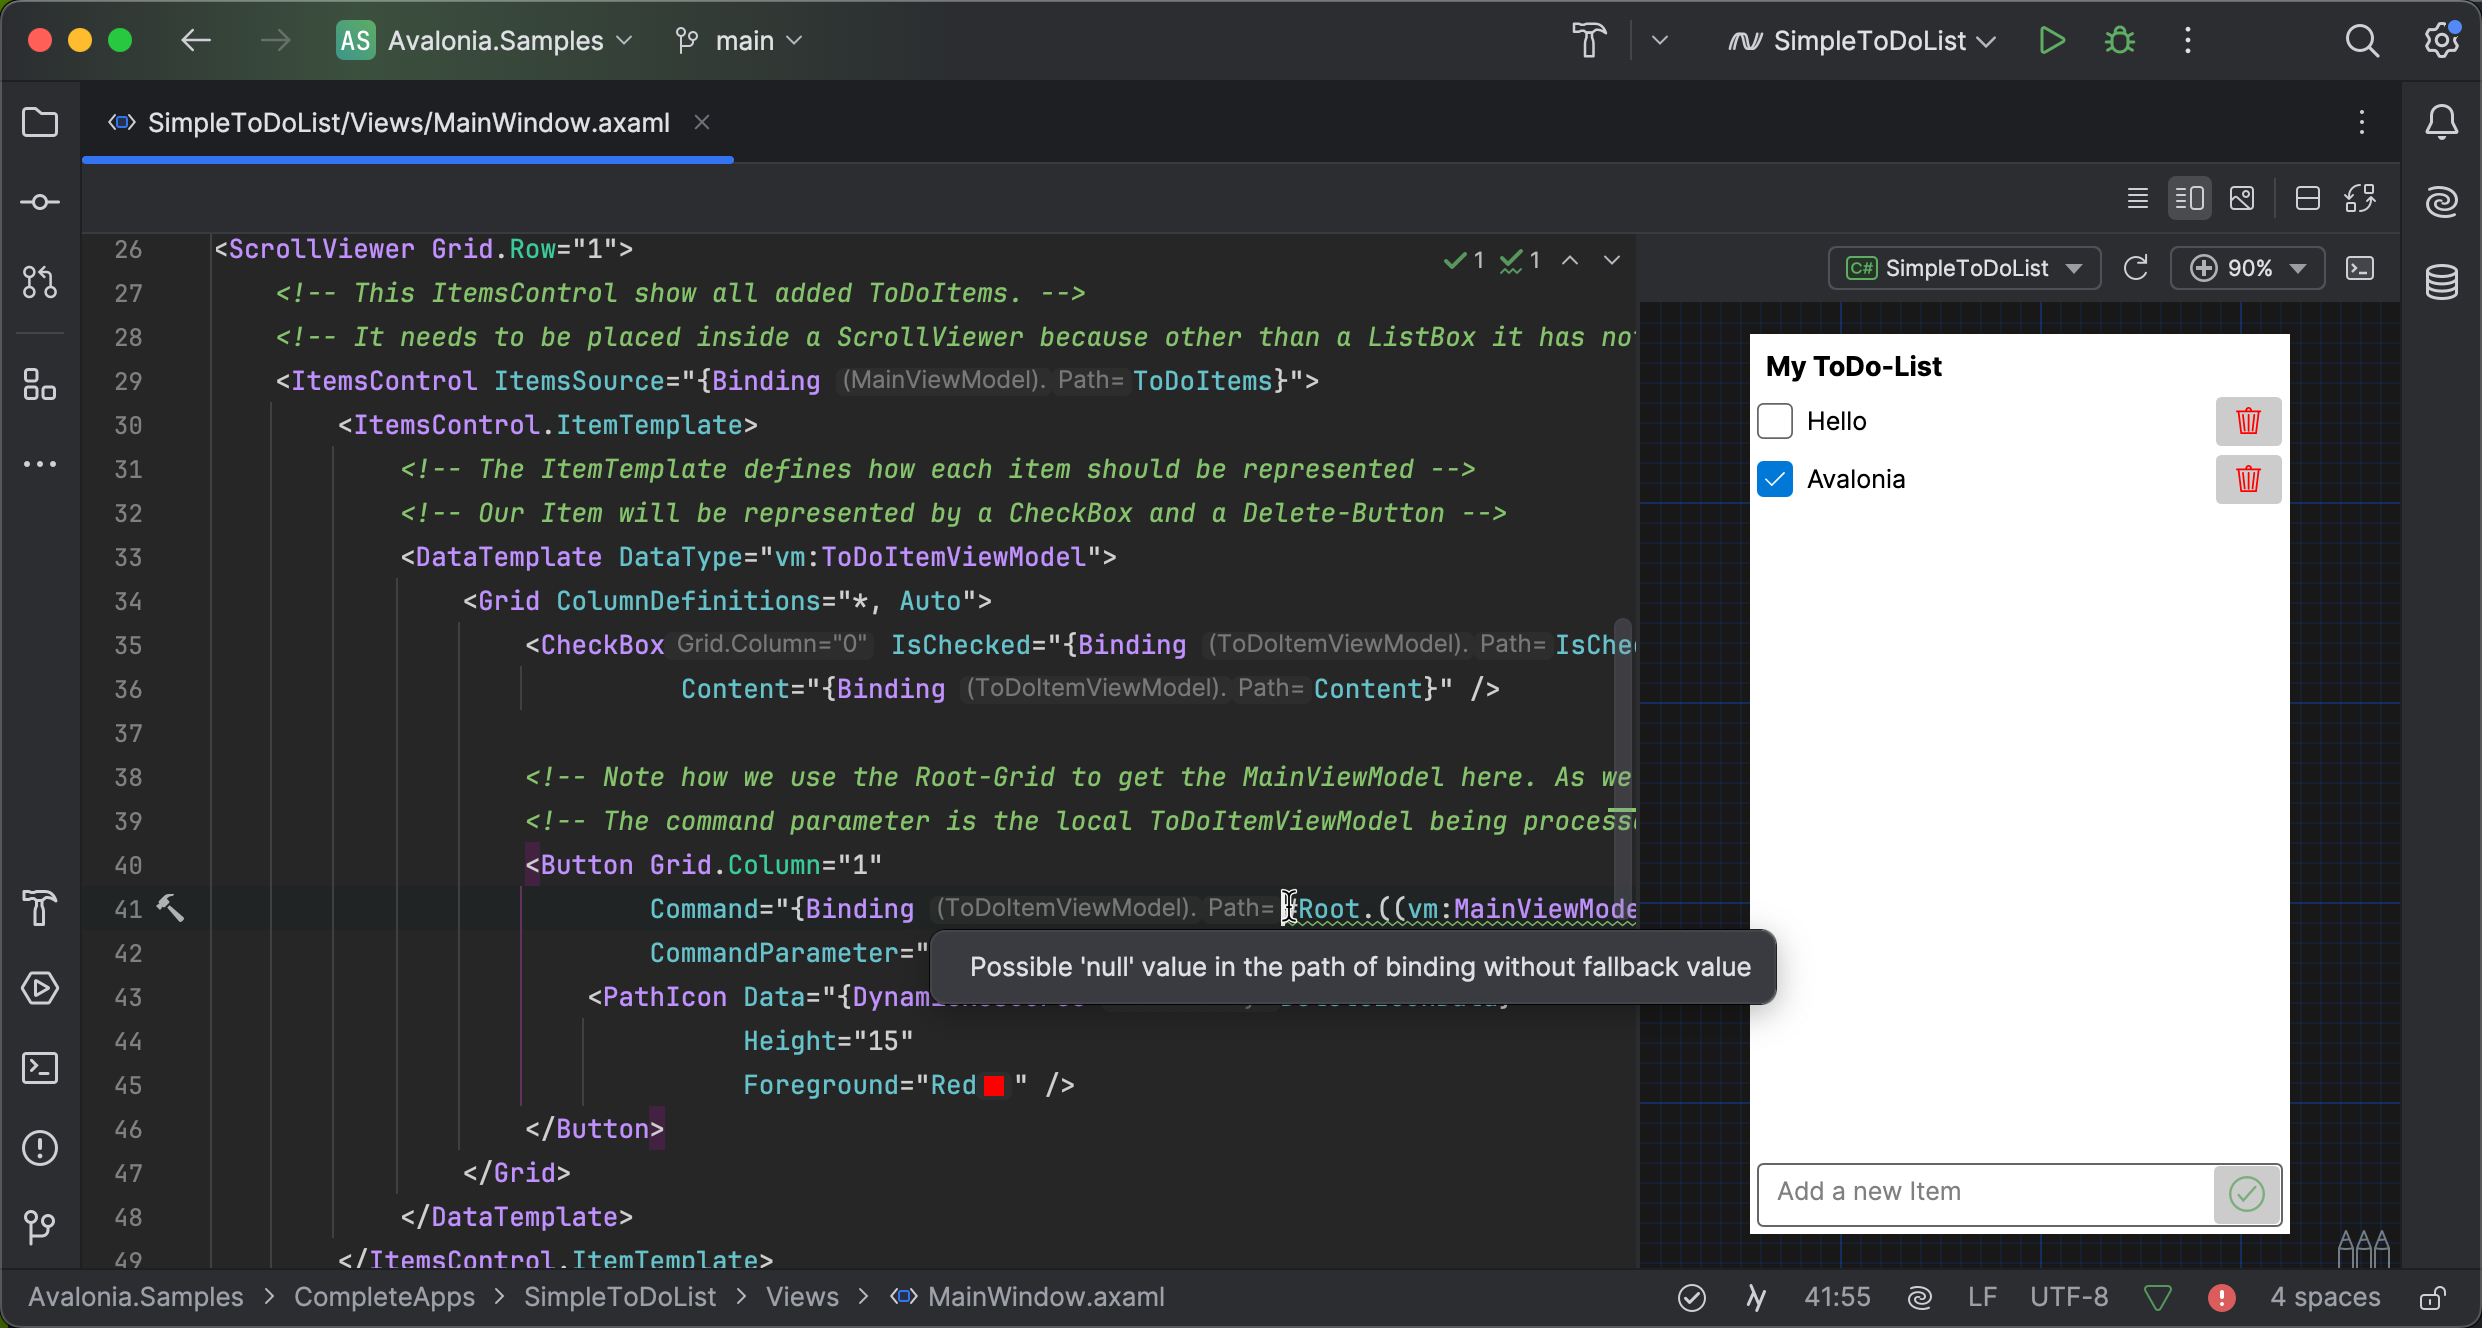 AS Avalonia.Samples main SimpleToDoList
SimpleToDoList/Views/MainWindow.axaml
1 1
C# SimpleToDoList 90%
26 <ScrollViewer Grid.Row="1">
27 <!-- This ItemsControl show all added ToDoItems. -->
28 <!-- It needs to be placed inside a ScrollViewer because other than a ListBox it has no
29 <ItemsControl ItemsSource="{Binding (MainViewModel). Path= ToDoItems}">
30 <ItemsControl.ItemTemplate>
31 <!-- The ItemTemplate defines how each item should be represented -->
32 <!-- Our Item will be represented by a CheckBox and a Delete-Button -->
33 <DataTemplate DataType="vm:ToDoItemViewModel">
34 <Grid ColumnDefinitions="*, Auto">
35 <CheckBox Grid.Column="0" IsChecked="{Binding (ToDoItemViewModel). Path= IsChe
36 Content="{Binding (ToDoItemViewModel). Path= Content}" />
37
38 <!-- Note how we use the Root-Grid to get the MainViewModel here. As we
39 <!-- The command parameter is the local ToDoItemViewModel being process
40 <Button Grid.Column="1"
41 Command="{Binding (ToDoItemViewModel). Path= #Root.((vm:MainViewMode
42 CommandParameter="
Possible 'null' value in the path of binding without fallback value
43 <PathIcon Data="{
44 Height="15"
45 Foreground="Red" />
46 </Button>
47 </Grid>
48 </DataTemplate>
49 </ItemsControl.ItemTemplate>
My ToDo-List
Hello
Avalonia
Add a new Item
Avalonia.Samples > CompleteApps > SimpleToDoList > Views > MainWindow.axaml 41:55 LF UTF-8 4 spaces